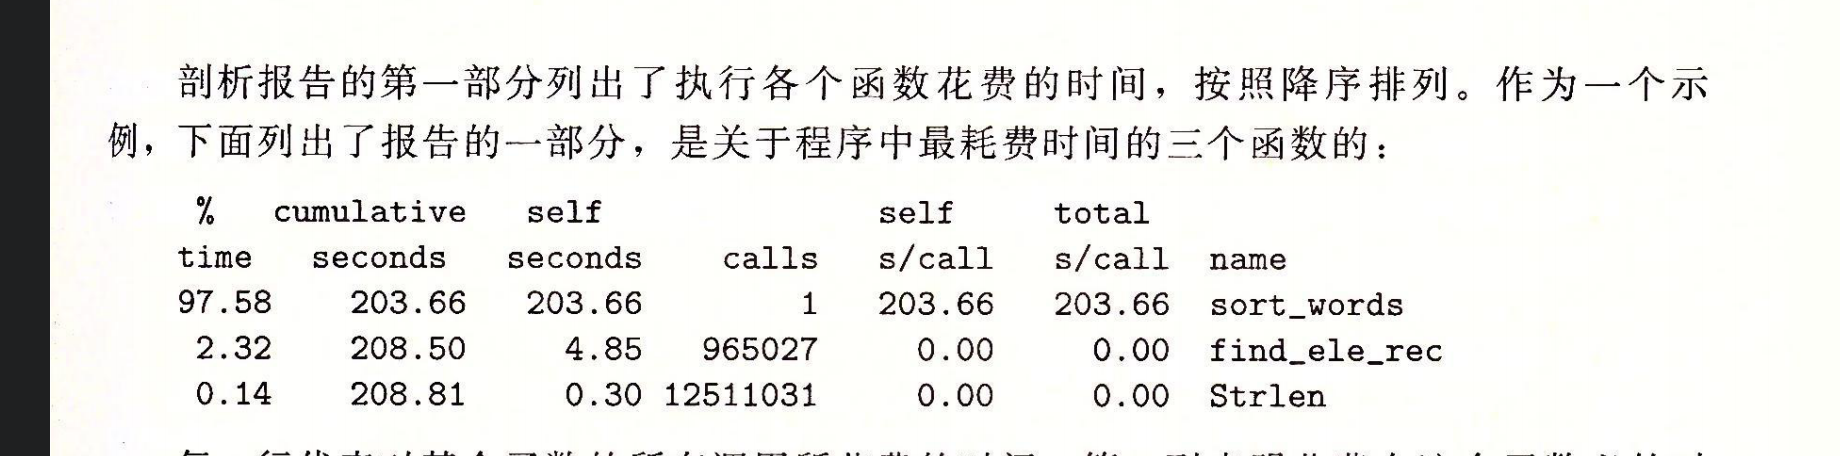 剖析报告的第一部分列出了执行各个函数花费的时间，按照降序排列。作为一个示
例，下面列出了报告的一部分，是关于程序中最耗费时间的三个函数的：
% cumulative self self total
time seconds seconds calls s/call s/call name
97.58 203.66 203.66 1 203.66 203.66 sort_words
2.32 208.50 4.85 965027 0.00 0.00 find_ele_rec
0.14 208.81 0.30 12511031 0.00 0.00 Strlen